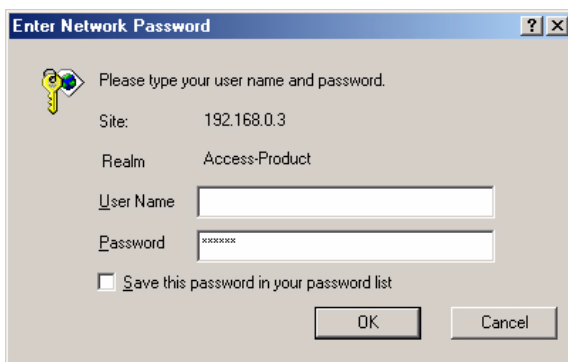 Enter Network Password
Please type your user name and password.
Site: 192.168.0.3
Realm Access-Product
User Name
Password ******
Save this password in your password list
OK Cancel